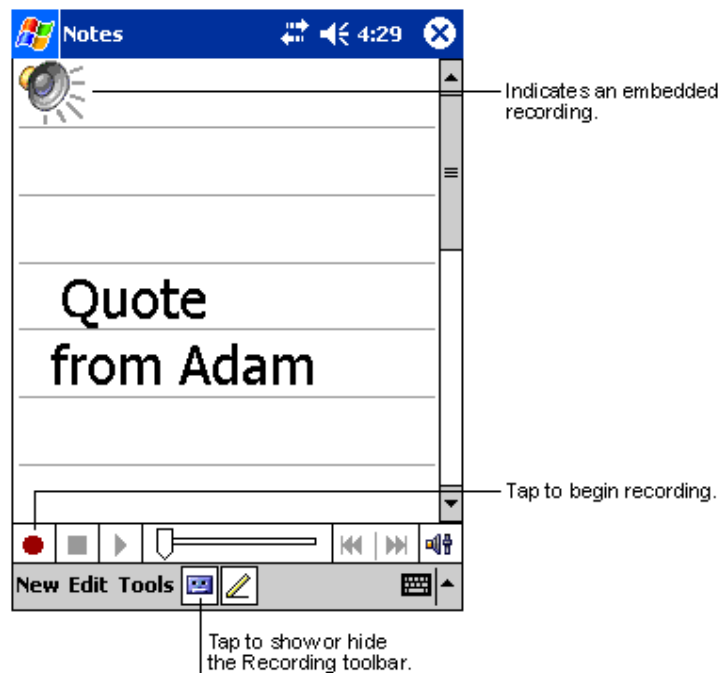 Notes 4:29
Indicates an embedded
recording.
Quote
from Adam
Tap to begin recording.
New Edit Tools
Tap to show or hide
the Recording toolbar.